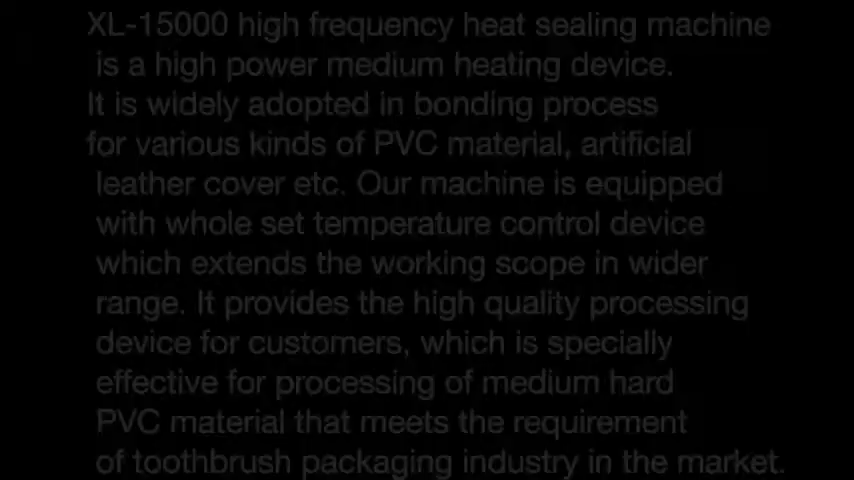 XL-15000 high frequency heat sealing machine
is a high power medium heating device.
It is widely adopted in bonding process
for various kinds of PVC material, artificial
leather cover etc. Our machine is equipped
with whole set temperature control device
which extends the working scope in wider
range. It provides the high quality processing
device for customers, which is specially
effective for processing of medium hard
PVC material that meets the requirement
of toothbrush packaging industry in the market.